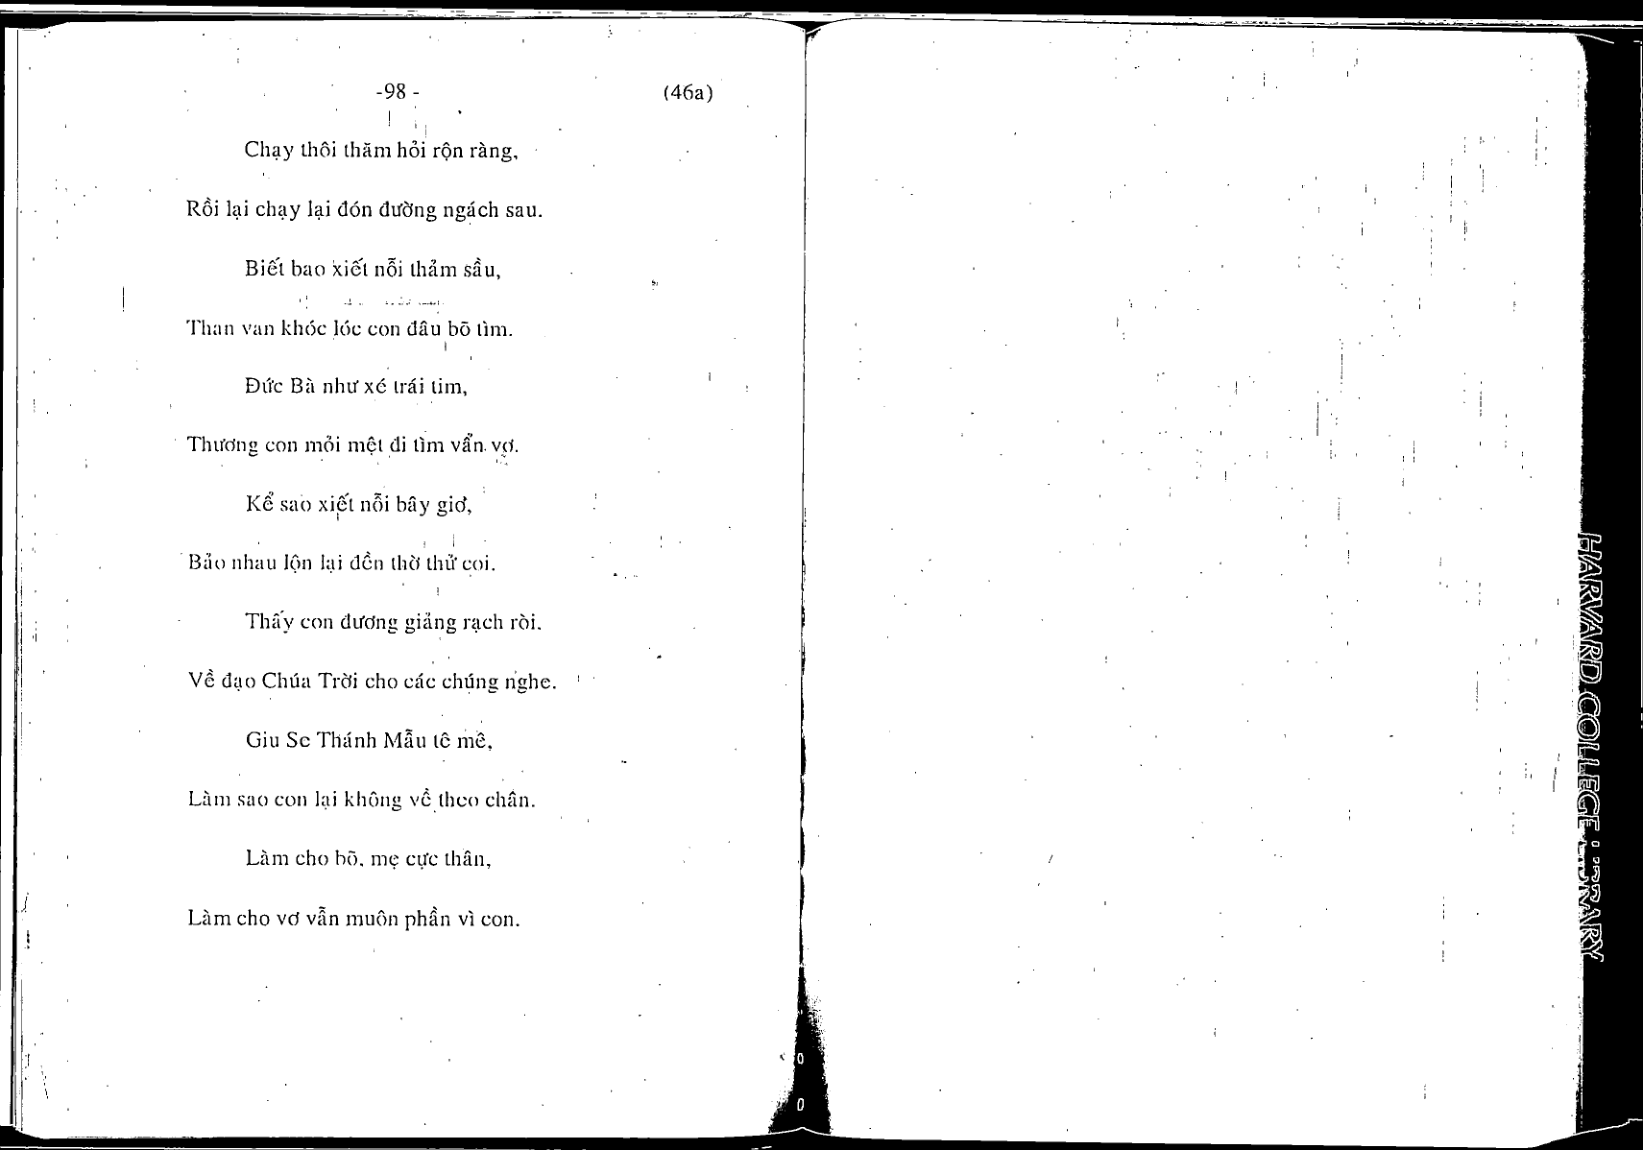 -98 - (46a)
Chạy thôi thăm hỏi rộn ràng,
Rồi lại chạy lại đón đường ngách sau.
Biết bao xiết nỗi thảm sầu,
Than van khóc lóc con đâu bõ tìm.
Đức Bà như xé trái tim,
Thương con mỏi mệt đi tìm vẩn vơ.
Kể sao xiết nỗi bây giơ,
Bảo nhau lộn lại đền thờ thử coi.
Thấy con đương giảng rạch ròi.
Về đạo Chúa Trời cho các chúng nghe.
Giu Se Thánh Mẫu tê mê,
Làm sao con lại không về theo chân.
Làm cho bõ, mẹ cực thân,
Làm cho vơ vẫn muôn phần vì con.
HARVARD COLLEGE LIBRARY